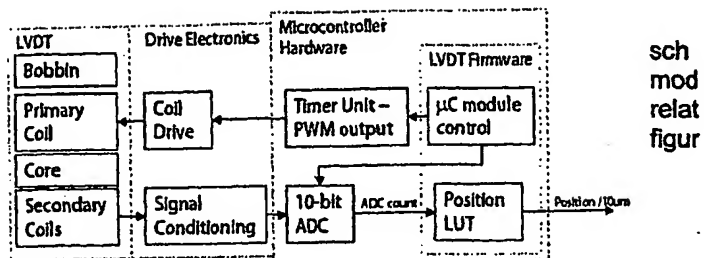 LVDT
Drive Electronics
Microcontroller
Hardware
LVDT Firmware
Bobbin
Primary
Coil
Coil
Drive
Timer Unit –
PWM output
µC module
control
Core
Secondary
Coils
Signal
Conditioning
10-bit
ADC
ADC count
Position
LUT
Position /10um
sch
mod
relat
figur